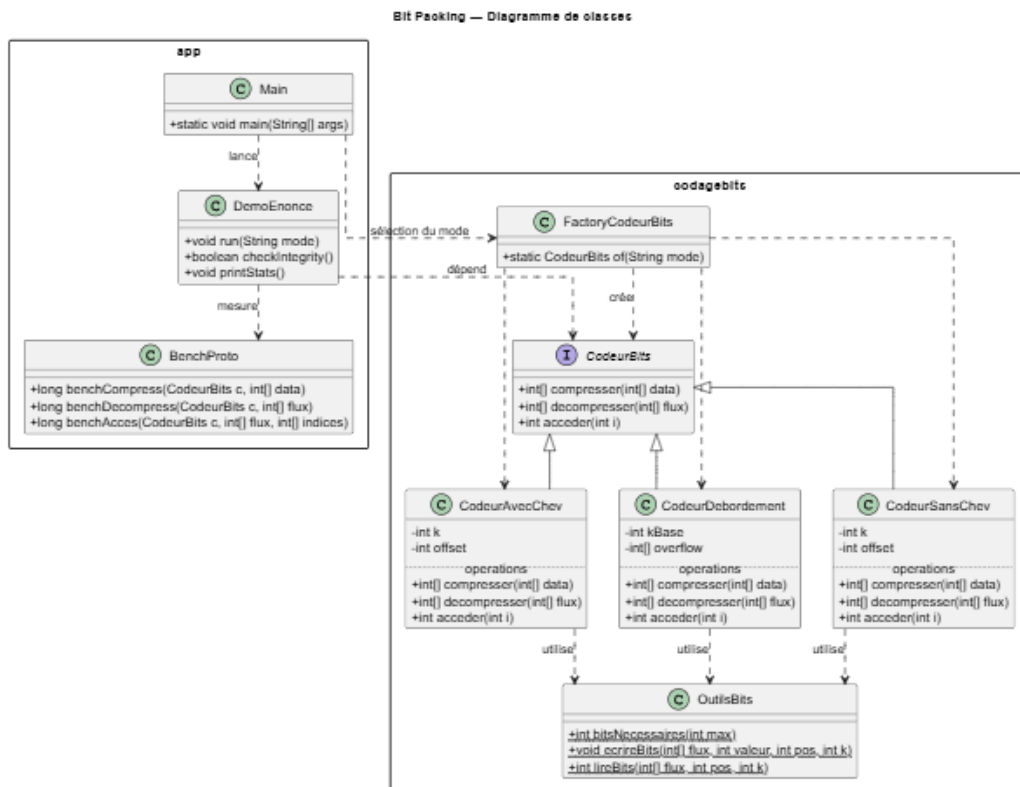 Bit Packing — Diagramme de classes
app
C Main
+static void main(String[] args)
lance
C DemoEnonce
+void run(String mode)
+boolean checkIntegrity()
+void printStats()
mesure
C BenchProto
+long benchCompress(CodeurBits c, int[] data)
+long benchDecompress(CodeurBits c, int[] flux)
+long benchAcces(CodeurBits c, int[] flux, int[] indices)
sélection du mode
dépend
codagebits
C FactoryCodeurBits
+static CodeurBits of(String mode)
créer
I CodeurBits
+int[] compresser(int[] data)
+int[] decompresser(int[] flux)
+int acceder(int i)
C CodeurAvecChev
-int k
-int offset
operations
+int[] compresser(int[] data)
+int[] decompresser(int[] flux)
+int acceder(int i)
utilise
C CodeurDebordement
-int kBase
-int[] overflow
operations
+int[] compresser(int[] data)
+int[] decompresser(int[] flux)
+int acceder(int i)
utilise
C CodeurSansChev
-int k
-int offset
operations
+int[] compresser(int[] data)
+int[] decompresser(int[] flux)
+int acceder(int i)
utilise
C OutilsBits
+int bitsNecessaires(int max)
+void ecrireBits(int[] flux, int valeur, int pos, int k)
+int lireBits(int[] flux, int pos, int k)